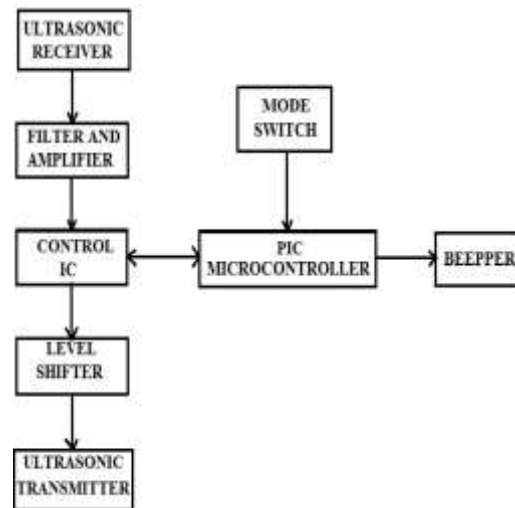 ULTRASONIC
RECEIVER
FILTER AND
AMPLIFIER
MODE
SWITCH
CONTROL
IC
PIC
MICROCONTROLLER
BEEPPER
LEVEL
SHIFTER
ULTRASONIC
TRANSMITTER